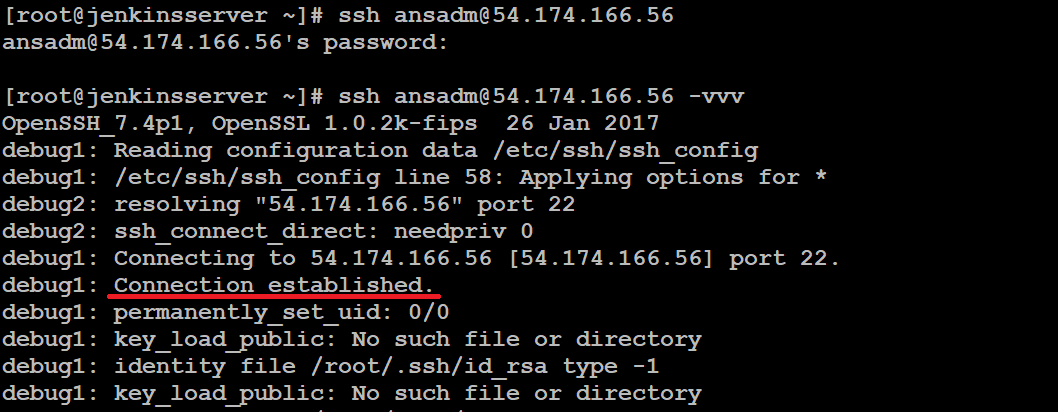 [root@jenkinsserver ~]# ssh ansadm@54.174.166.56
ansadm@54.174.166.56's password:
[root@jenkinsserver ~]# ssh ansadm@54.174.166.56 -vvv
OpenSSH_7.4p1, OpenSSL 1.0.2k-fips  26 Jan 2017
debug1: Reading configuration data /etc/ssh/ssh_config
debug1: /etc/ssh/ssh_config line 58: Applying options for *
debug2: resolving "54.174.166.56" port 22
debug2: ssh_connect_direct: needpriv 0
debug1: Connecting to 54.174.166.56 [54.174.166.56] port 22.
debug1: Connection established.
debug1: permanently_set_uid: 0/0
debug1: key_load_public: No such file or directory
debug1: identity file /root/.ssh/id_rsa type -1
debug1: key_load_public: No such file or directory